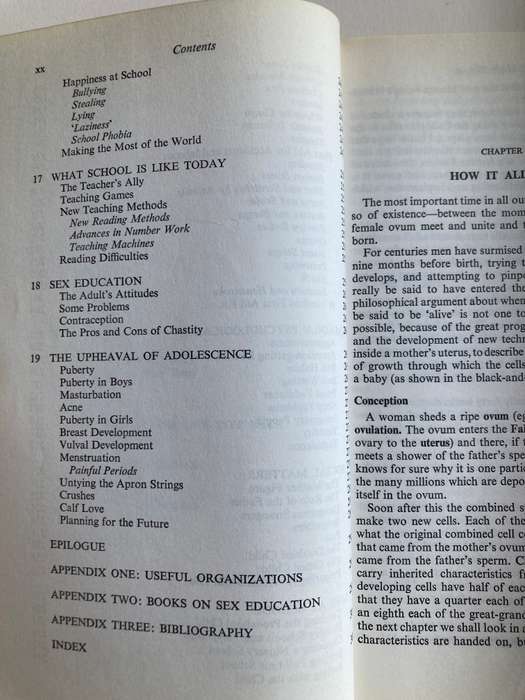 xx
Contents
Happiness at School
Bullying
Stealing
Lying
'Laziness'
School Phobia
Making the Most of the World
17 WHAT SCHOOL IS LIKE TODAY
The Teacher's Ally
Teaching Games
New Teaching Methods
New Reading Methods
Advances in Number Work
Teaching Machines
Reading Difficulties
18 SEX EDUCATION
The Adult's Attitudes
Some Problems
Contraception
The Pros and Cons of Chastity
19 THE UPHEAVAL OF ADOLESCENCE
Puberty
Puberty in Boys
Masturbation
Acne
Puberty in Girls
Breast Development
Vulval Development
Menstruation
Painful Periods
Untying the Apron Strings
Crushes
Calf Love
Planning for the Future
EPILOGUE
APPENDIX ONE: USEFUL ORGANIZATIONS
APPENDIX TWO: BOOKS ON SEX EDUCATION
APPENDIX THREE: BIBLIOGRAPHY
INDEX
CHAPTER
HOW IT ALL
The most important time in all ou
so of existence—between the mom
female ovum meet and unite and
born.
For centuries men have surmised
nine months before birth, trying t
develops, and attempting to pinp
really be said to have entered the
philosophical argument about when
be said to be 'alive' is not one to
possible, because of the great prog
and the development of new techn
inside a mother's uterus, to describe
of growth through which the cells
a baby (as shown in the black-and-
Conception
A woman sheds a ripe ovum (eg
ovulation. The ovum enters the Fal
ovary to the uterus) and there, if
meets a shower of the father's spe
knows for sure why it is one partic
the many millions which are depo
itself in the ovum.
Soon after this the combined s
make two new cells. Each of the
what the original combined cell c
that came from the mother's ovum
came from the father's sperm. C
carry inherited characteristics f
developing cells have half of eac
that they have a quarter each of
an eighth each of the great-grand
the next chapter we shall look in
characteristics are handed on, b